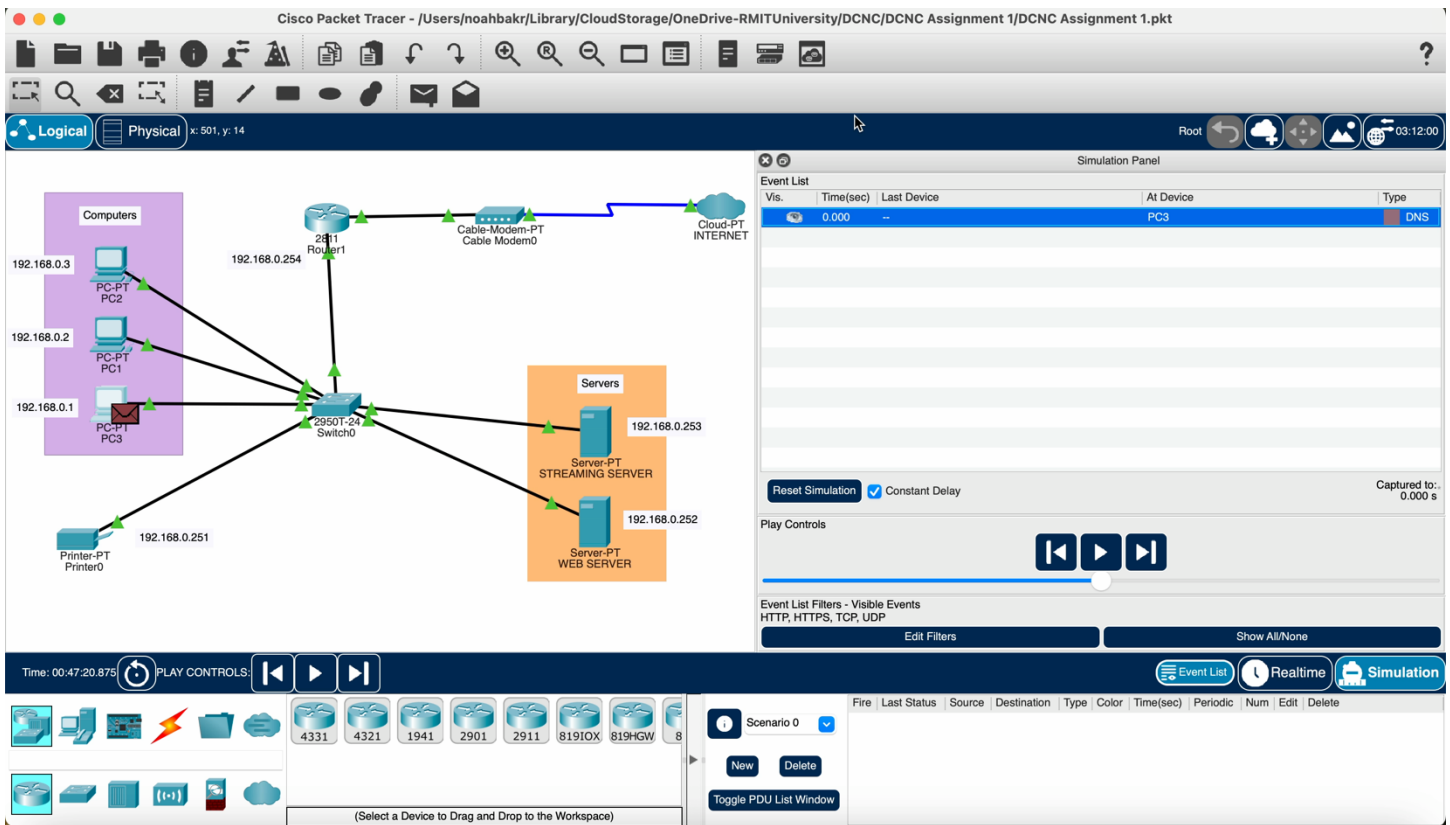 Cisco Packet Tracer - /Users/noahbakr/Library/CloudStorage/OneDrive-RMITUniversity/DCNC/DCNC Assignment 1/DCNC Assignment 1.pkt
Logical
Physical
x: 501, y: 14
Root
03:12:00
Computers
192.168.0.3
PC-PT
PC2
192.168.0.2
PC-PT
PC1
192.168.0.1
PC-PT
PC3
2811
Router1
192.168.0.254
Cable-Modem-PT
Cable Modem0
Cloud-PT
INTERNET
2950T-24
Switch0
Servers
192.168.0.253
Server-PT
STREAMING SERVER
192.168.0.252
Server-PT
WEB SERVER
Printer-PT
Printer0
192.168.0.251
Simulation Panel
Event List
Vis. Time(sec) Last Device At Device Type
0.000 -- PC3 DNS
Reset Simulation Constant Delay
Captured to:
0.000 s
Play Controls
Event List Filters - Visible Events
HTTP, HTTPS, TCP, UDP
Edit Filters
Show All/None
Time: 00:47:20.875 PLAY CONTROLS:
Event List
Realtime
Simulation
4331 4321 1941 2901 2911 819IOX 819HGW 8
(Select a Device to Drag and Drop to the Workspace)
Scenario 0
New Delete
Toggle PDU List Window
Fire Last Status Source Destination Type Color Time(sec) Periodic Num Edit Delete